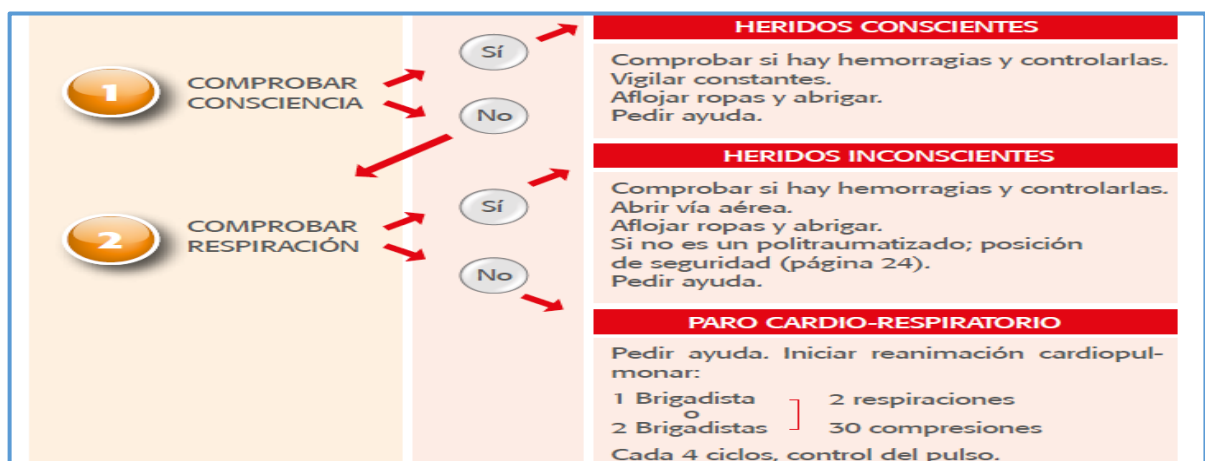 1
COMPROBAR
CONSCIENCIA
Sí
No
HERIDOS CONSCIENTES
Comprobar si hay hemorragias y controlarlas.
Vigilar constantes.
Aflojar ropas y abrigar.
Pedir ayuda.
2
COMPROBAR
RESPIRACIÓN
Sí
No
HERIDOS INCONSCIENTES
Comprobar si hay hemorragias y controlarlas.
Abrir vía aérea.
Aflojar ropas y abrigar.
Si no es un politraumatizado; posición
de seguridad (página 24).
Pedir ayuda.
PARO CARDIO-RESPIRATORIO
Pedir ayuda. Iniciar reanimación cardiopul-
monar:
1 Brigadista
o
2 Brigadistas
2 respiraciones
30 compresiones
Cada 4 ciclos, control del pulso.